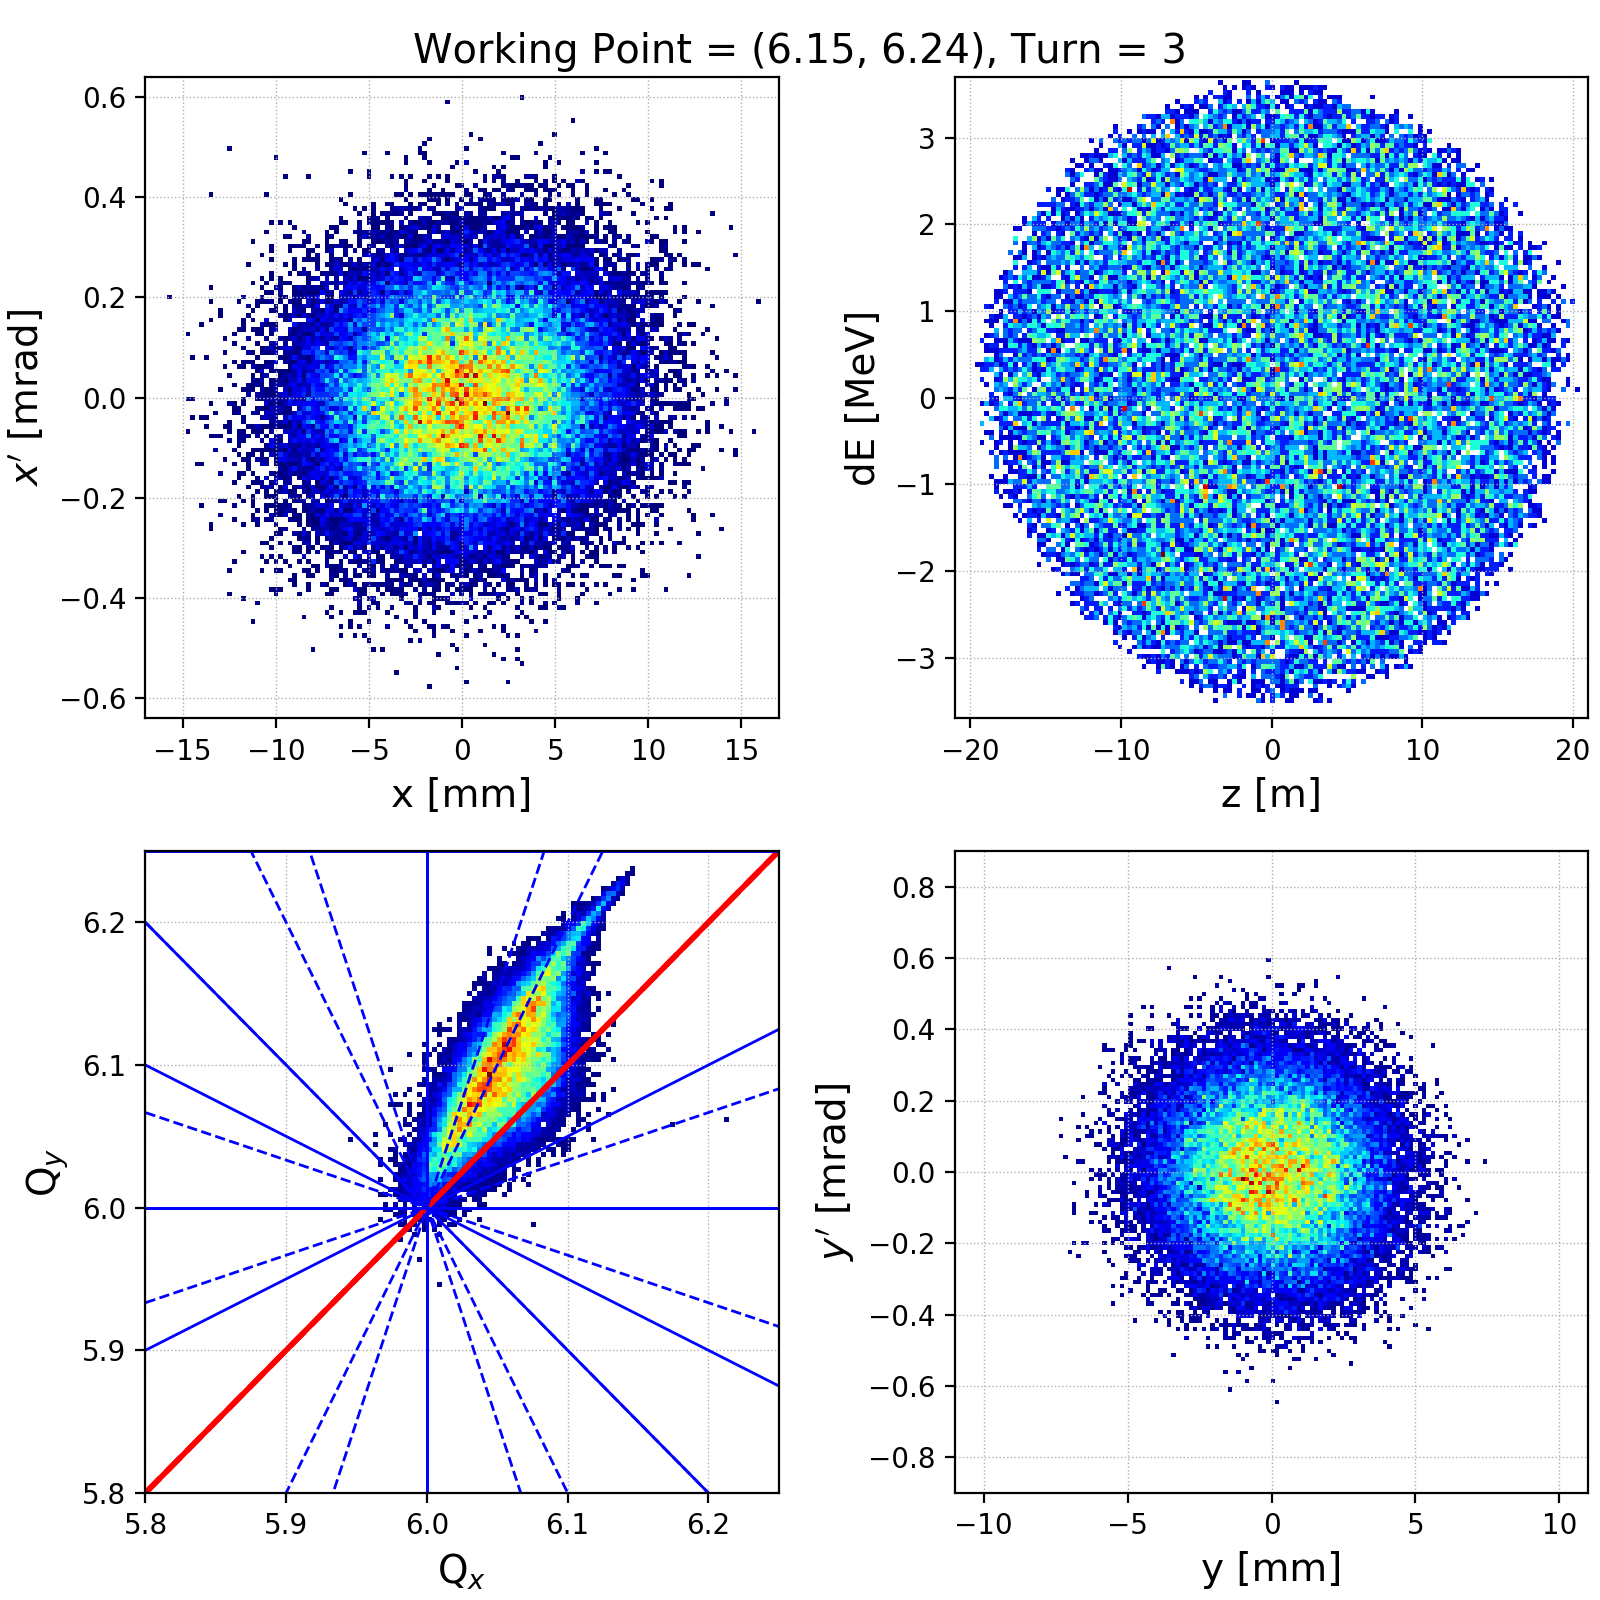 Working Point = (6.15, 6.24), Turn = 3
0.6
0.4
0.2
0.0
−0.2
−0.4
−0.6
x′ [mrad]
−15 −10 −5 0 5 10 15
x [mm]
3
2
1
0
−1
−2
−3
dE [MeV]
−20 −10 0 10 20
z [m]
6.2
6.1
6.0
5.9
5.8
Qy
5.8 5.9 6.0 6.1 6.2
Qx
0.8
0.6
0.4
0.2
0.0
−0.2
−0.4
−0.6
−0.8
y′ [mrad]
−10 −5 0 5 10
y [mm]